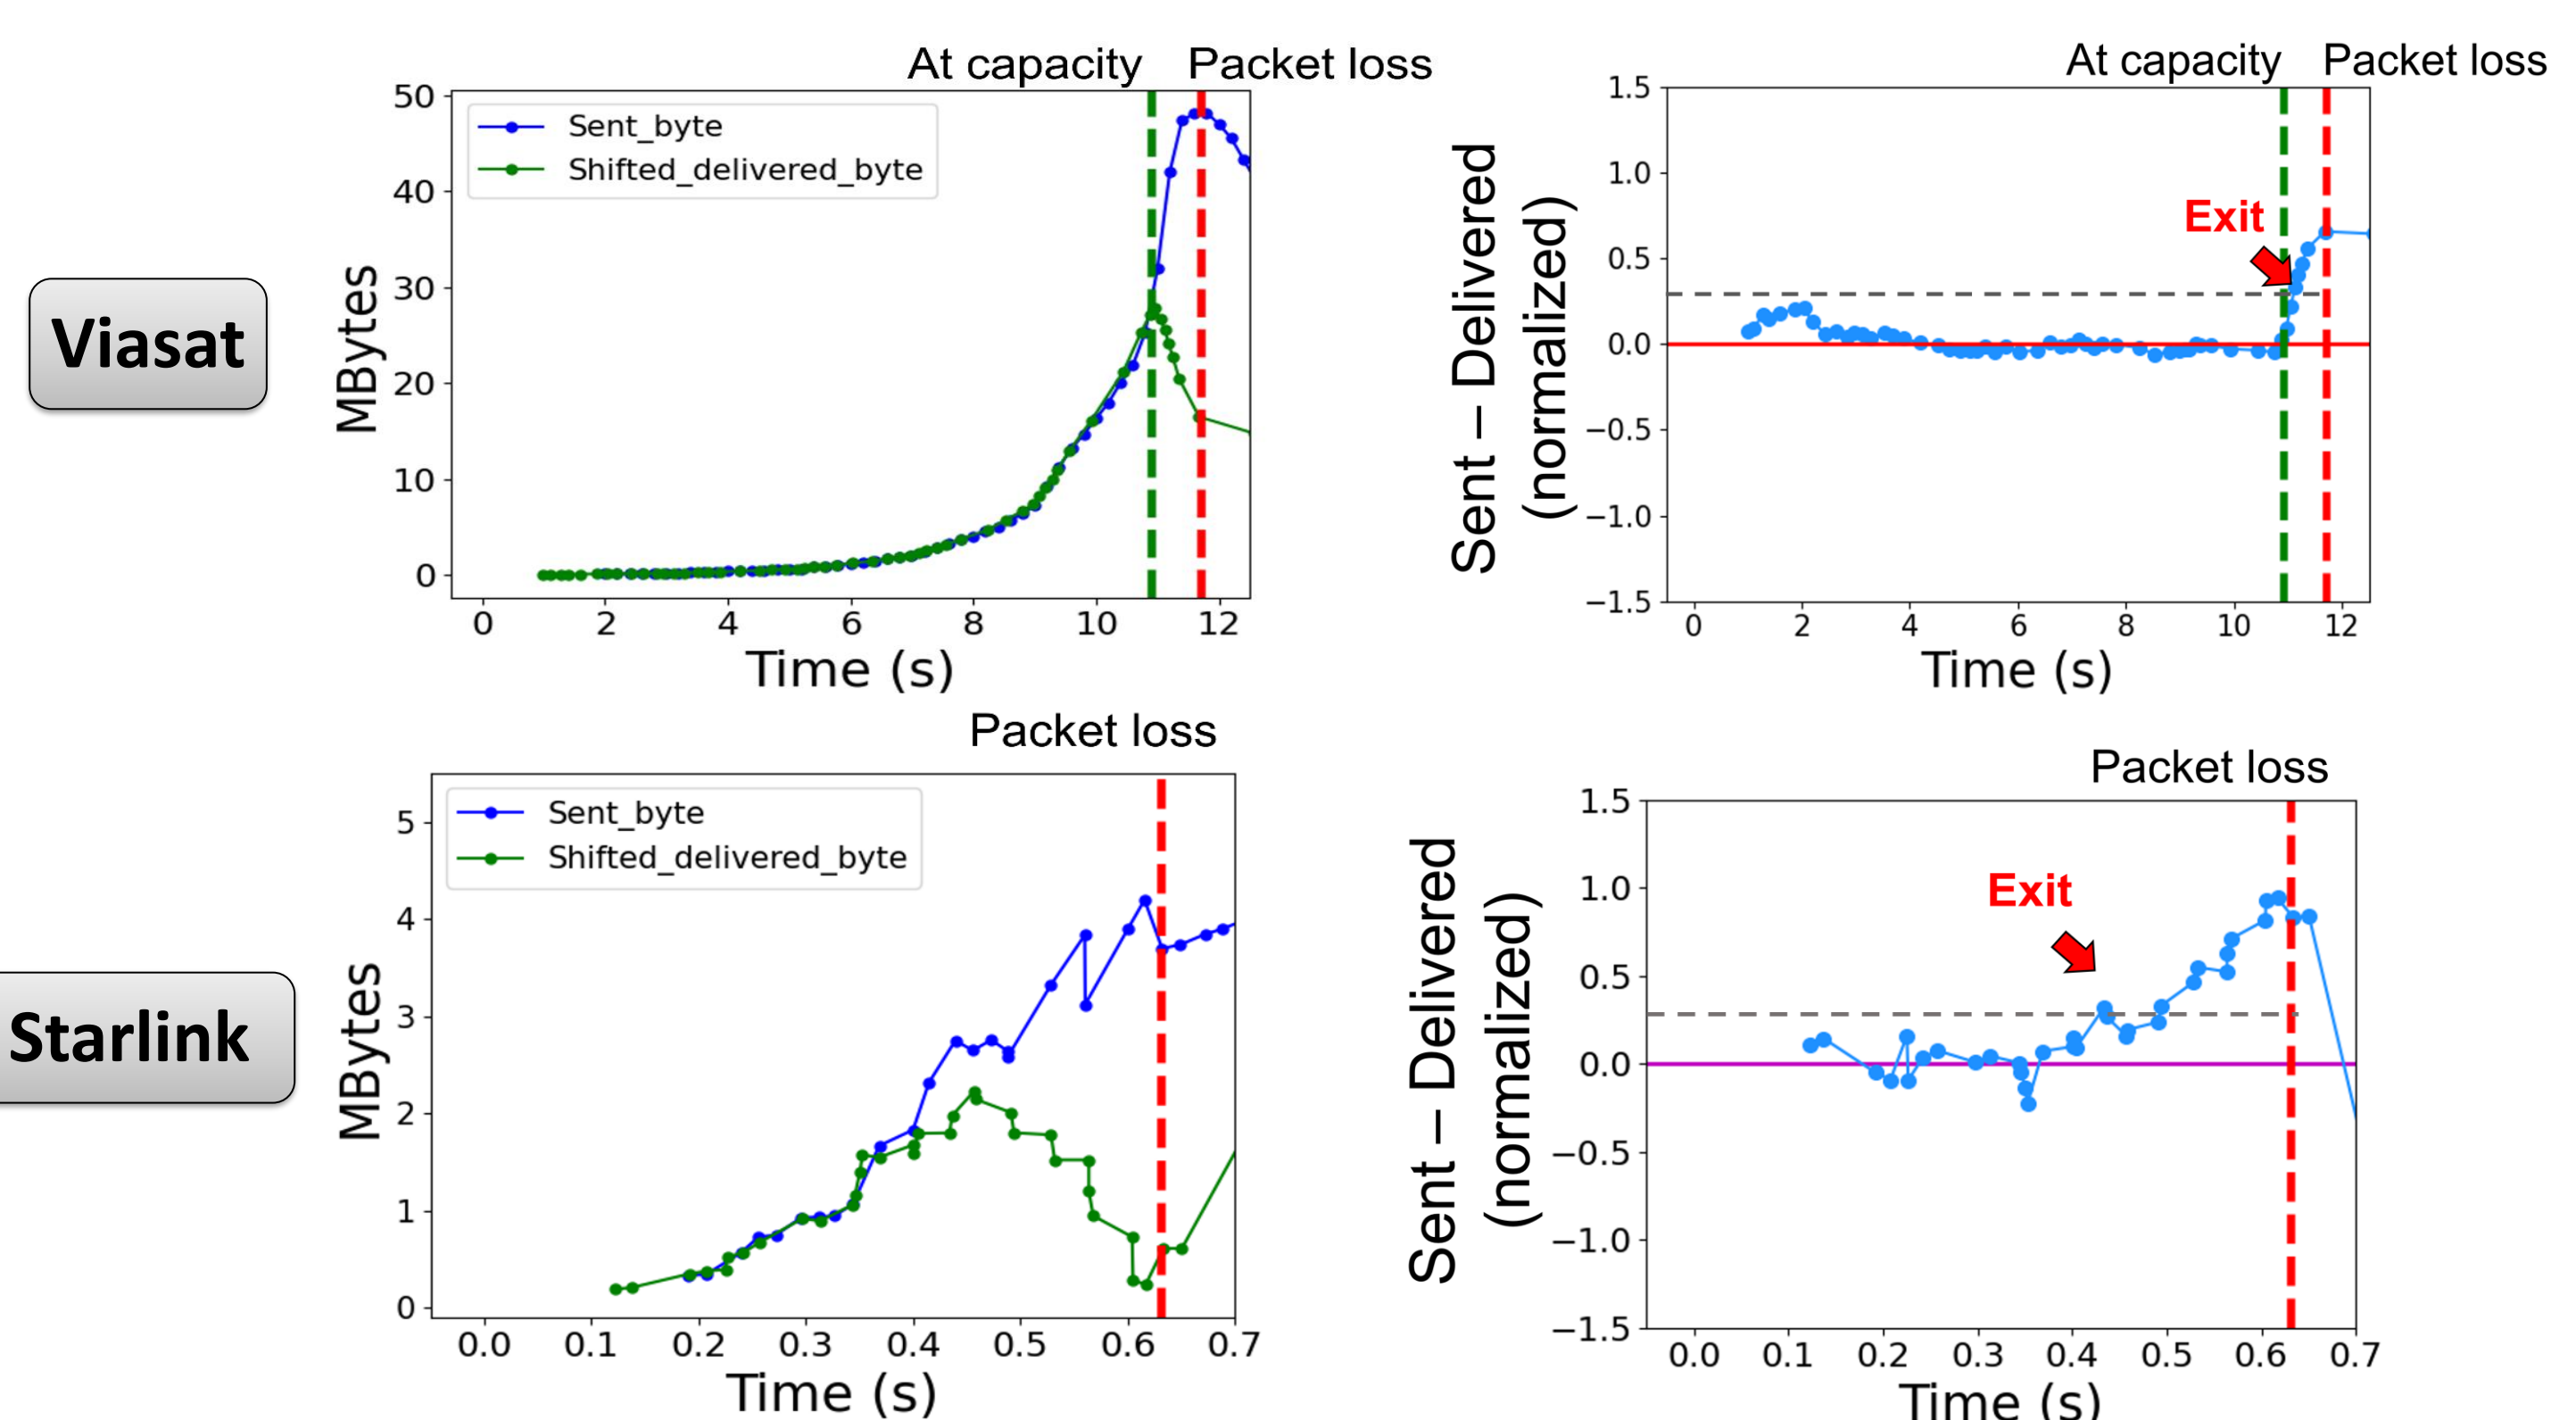 At capacity Packet loss
50
40
30
20
10
0
MBytes
Sent_byte
Shifted_delivered_byte
0 2 4 6 8 10 12
Time (s)
At capacity Packet loss
1.5
1.0
0.5
0.0
−0.5
−1.0
−1.5
Sent – Delivered
(normalized)
Exit
0 2 4 6 8 10 12
Time (s)
Viasat
Packet loss
5
4
3
2
1
0
MBytes
Sent_byte
Shifted_delivered_byte
0.0 0.1 0.2 0.3 0.4 0.5 0.6 0.7
Time (s)
Packet loss
1.5
1.0
0.5
0.0
−0.5
−1.0
−1.5
Sent – Delivered
(normalized)
Exit
0.0 0.1 0.2 0.3 0.4 0.5 0.6 0.7
Time (s)
Starlink